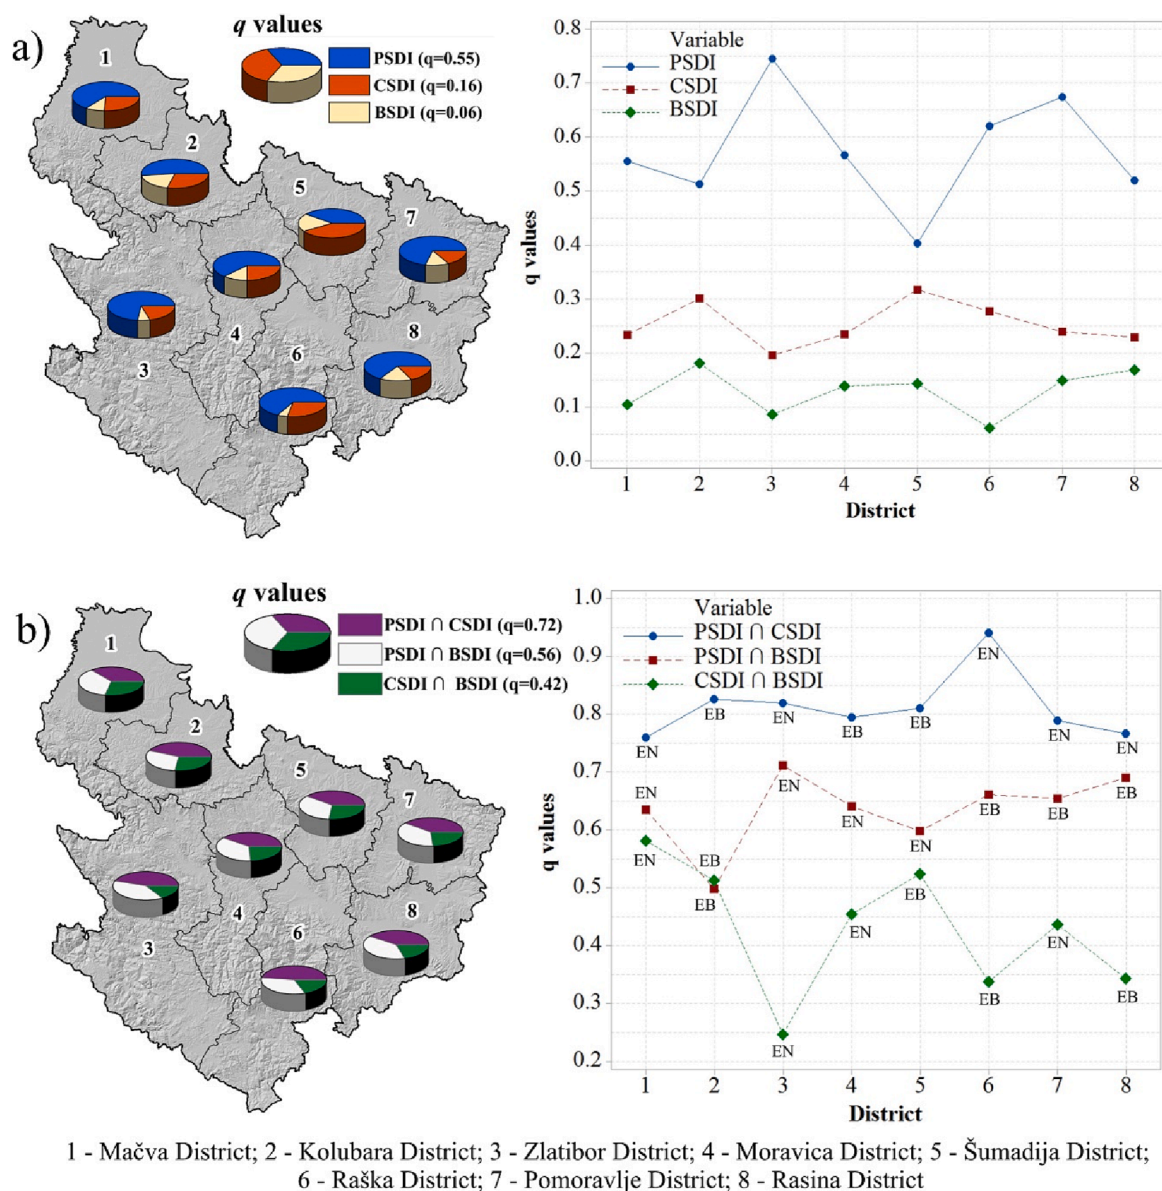 a)
q values
PSDI (q=0.55)
CSDI (q=0.16)
BSDI (q=0.06)
1
2
5
7
4
8
3
6
Variable
PSDI
CSDI
BSDI
q values
0.8
0.7
0.6
0.5
0.4
0.3
0.2
0.1
0.0
1 2 3 4 5 6 7 8
District
b)
q values
PSDI ∩ CSDI (q=0.72)
PSDI ∩ BSDI (q=0.56)
CSDI ∩ BSDI (q=0.42)
1
2
5
7
4
8
3
6
Variable
PSDI ∩ CSDI
PSDI ∩ BSDI
CSDI ∩ BSDI
q values
1.0
0.9
0.8
0.7
0.6
0.5
0.4
0.3
0.2
EN EB EN EB EB EN EN EN
EN EB EN EN EN EB EB EB
EN EB EN EN EB EB EN EB
1 2 3 4 5 6 7 8
District
1 - Mačva District; 2 - Kolubara District; 3 - Zlatibor District; 4 - Moravica District; 5 - Šumadija District;
6 - Raška District; 7 - Pomoravlje District; 8 - Rasina District